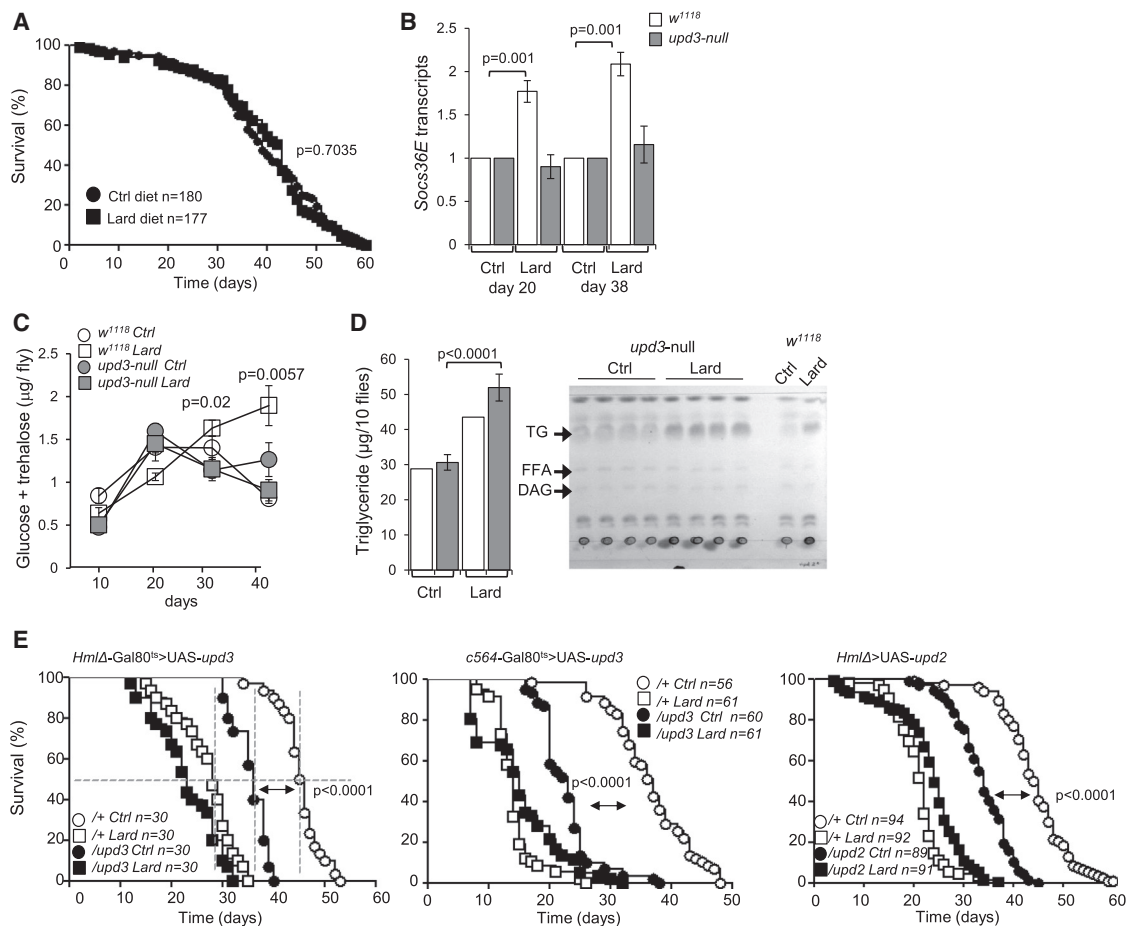 A
Survival (%)
100
80
60
40
20
0
p=0.7035
Ctrl diet n=180
Lard diet n=177
0 10 20 30 40 50 60
Time (days)
B
w1118
upd3-null
Socs36E transcripts
2.5
2
1.5
1
0.5
0
p=0.001
p=0.001
Ctrl Lard Ctrl Lard
day 20 day 38
C
w1118 Ctrl
w1118 Lard
upd3-null Ctrl
upd3-null Lard
Glucose + trehalose (µg/ fly)
2.5
2
1.5
1
0.5
0
p=0.02
p=0.0057
10 20 30 40
days
D
Triglyceride (µg/10 flies)
60
50
40
30
20
10
0
p<0.0001
Ctrl Lard
upd3-null w1118
Ctrl Lard Ctrl Lard
TG
FFA
DAG
E
HmlΔ-Gal80ts>UAS-upd3
Survival (%)
100
80
60
40
20
0
p<0.0001
/+ Ctrl n=30
/+ Lard n=30
/upd3 Ctrl n=30
/upd3 Lard n=30
0 10 20 30 40 50 60
Time (days)
c564-Gal80ts>UAS-upd3
100
80
60
40
20
0
/+ Ctrl n=56
/+ Lard n=61
/upd3 Ctrl n=60
/upd3 Lard n=61
p<0.0001
0 10 20 30 40 50
Time (days)
HmlΔ>UAS-upd2
100
80
60
40
20
0
p<0.0001
/+ Ctrl n=94
/+ Lard n=92
/upd2 Ctrl n=89
/upd2 Lard n=91
0 10 20 30 40 50 60
Time (days)